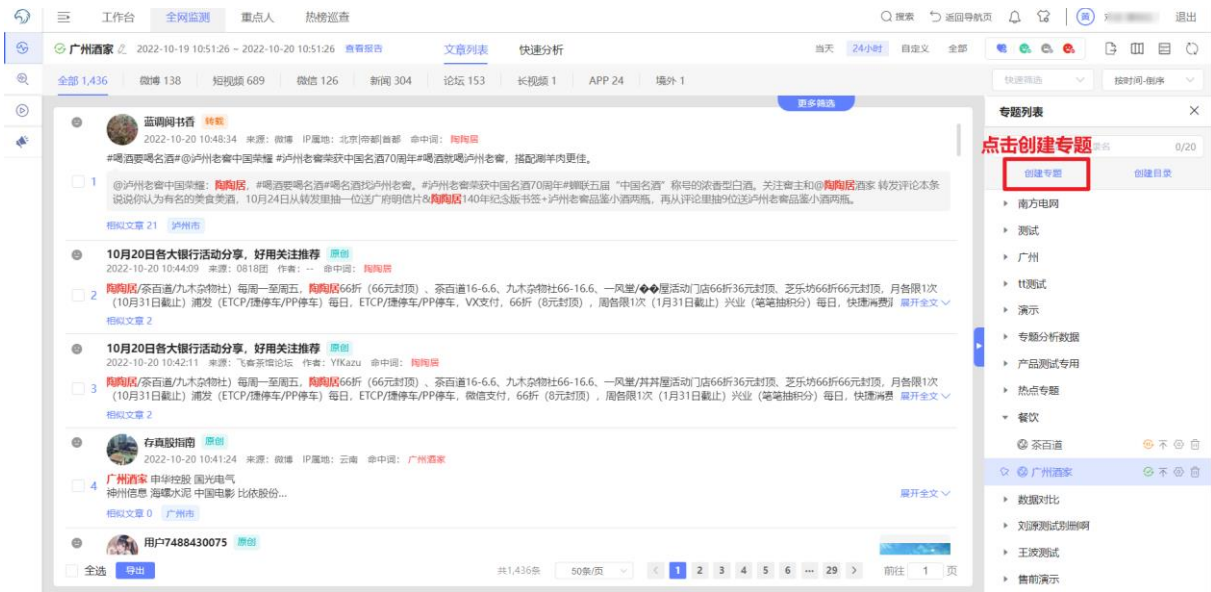 工作台 全网监测 重点人 热榜巡查 搜索 返回导航页 黄 退出
广州酒家 2022-10-19 10:51:26 ~ 2022-10-20 10:51:26 查看报告 文章列表 快速分析 当天 24小时 自定义 全部
全部 1,436 微博 138 短视频 689 微信 126 新闻 304 论坛 153 长视频 1 APP 24 境外 1 快速筛选 按时间-倒序
更多筛选
专题列表
点击创建专题
0/20
创建专题 创建目录
蓝调阅书香 转载
2022-10-20 10:48:34 来源: 微博 IP属地: 北京|帝都|首都 命中词: 陶陶居
#喝酒要喝名酒#@泸州老窖中国荣耀 #泸州老窖荣获中国名酒70周年#喝酒就喝泸州老窖，搭配涮羊肉更佳。
1
@泸州老窖中国荣耀: 陶陶居，#喝酒要喝名酒#喝名酒找泸州老窖。#泸州老窖荣获中国名酒70周年#蝉联五届“中国名酒”称号的浓香型白酒。关注窖主和@陶陶居酒家 转发评论本条
说说你认为有名的美食美酒，10月24日从转发里抽一位送广府明信片&陶陶居140年纪念版书签+泸州老窖品鉴小酒两瓶，再从评论里抽9位送泸州老窖品鉴小酒两瓶。
相似文章 21 泸州市
10月20日各大银行活动分享，好用关注推荐 原创
2022-10-20 10:44:09 来源: 0818团 作者: -- 命中词: 陶陶居
2 陶陶居/茶百道/九木杂物社）每周一至周五，陶陶居66折（66元封顶）、茶百道16-6.6、九木杂物社66-16.6、一风堂/��屋活动门店66折36元封顶、芝乐坊66折66元封顶，月各限1次
（10月31日截止）浦发（ETCP/捷停车/PP停车）每日，ETCP/捷停车/PP停车，VX支付，66折（8元封顶），周各限1次（1月31日截止）兴业（笔笔抽积分）每日，快捷消费 展开全文
相似文章 2
10月20日各大银行活动分享，好用关注推荐 原创
2022-10-20 10:42:11 来源: 飞客茶馆论坛 作者: YfKazu 命中词: 陶陶居
3 陶陶居/茶百道/九木杂物社）每周一至周五，陶陶居66折（66元封顶）、茶百道16-6.6、九木杂物社66-16.6、一风堂/丼丼屋活动门店66折36元封顶、芝乐坊66折66元封顶，月各限1次
（10月31日截止）浦发（ETCP/捷停车/PP停车）每日，ETCP/捷停车/PP停车，微信支付，66折（8元封顶），周各限1次（1月31日截止）兴业（笔笔抽积分）每日，快捷消费 展开全文
相似文章 2
存真股指南 原创
2022-10-20 10:41:24 来源: 微博 IP属地: 云南 命中词: 广州酒家
4 广州酒家 申华控股 国光电气
神州信息 海螺水泥 中国电影 比依股份... 展开全文
相似文章 0 广州市
用户7488430075 原创
全选 导出 共1,436条 50条/页 1 2 3 4 5 6 ... 29 前往 1 页
南方电网
测试
广州
tt测试
演示
专题分析数据
产品测试专用
热点专题
餐饮
茶百道
广州酒家
数据对比
刘源测试别删啊
王波测试
售前演示